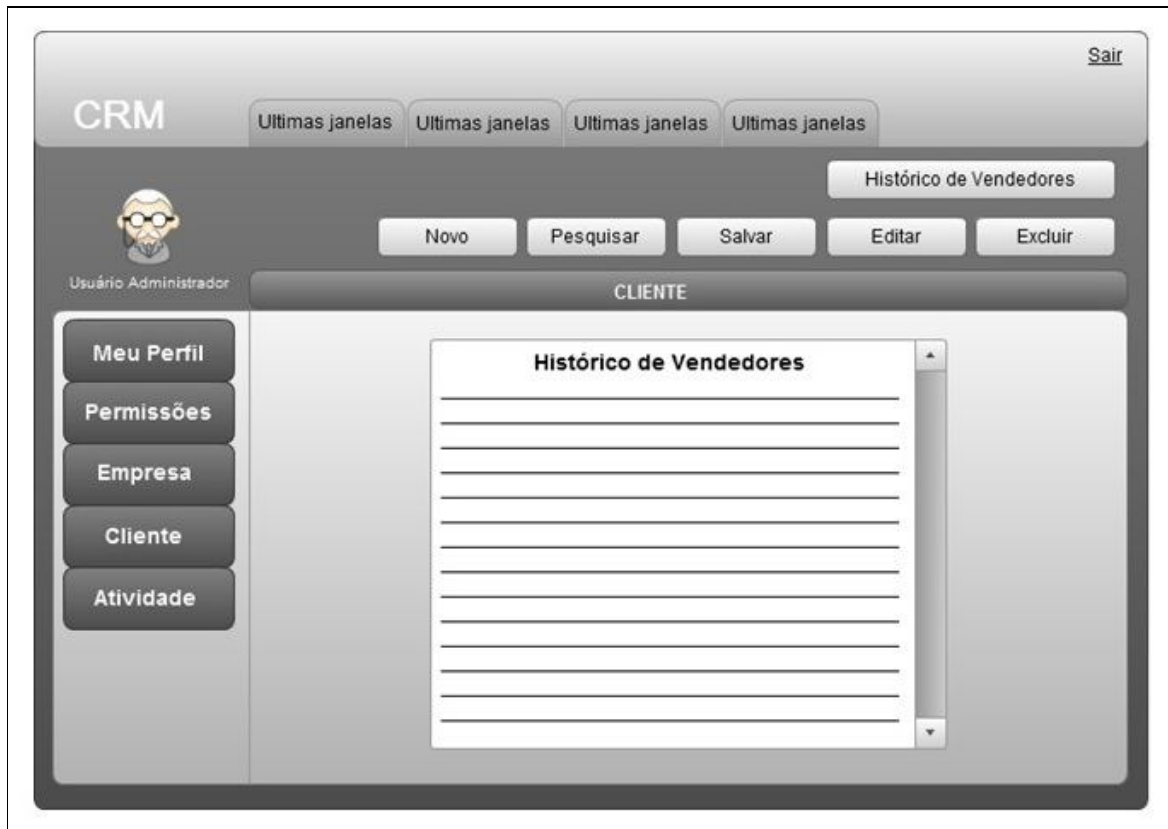 Sair
CRM
Ultimas janelas Ultimas janelas Ultimas janelas Ultimas janelas
Histórico de Vendedores
Novo Pesquisar Salvar Editar Excluir
Usuário Administrador
CLIENTE
Meu Perfil
Permissões
Empresa
Cliente
Atividade
Histórico de Vendedores